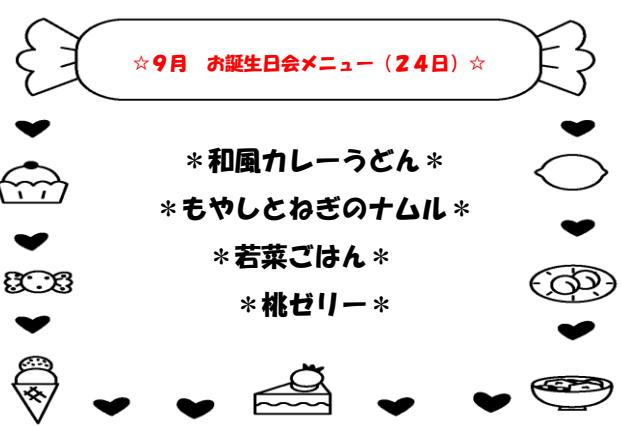 ☆9月　お誕生日会メニュー（24日）☆
＊和風カレーうどん＊
＊もやしとねぎのナムル＊
＊若菜ごはん＊
＊桃ゼリー＊